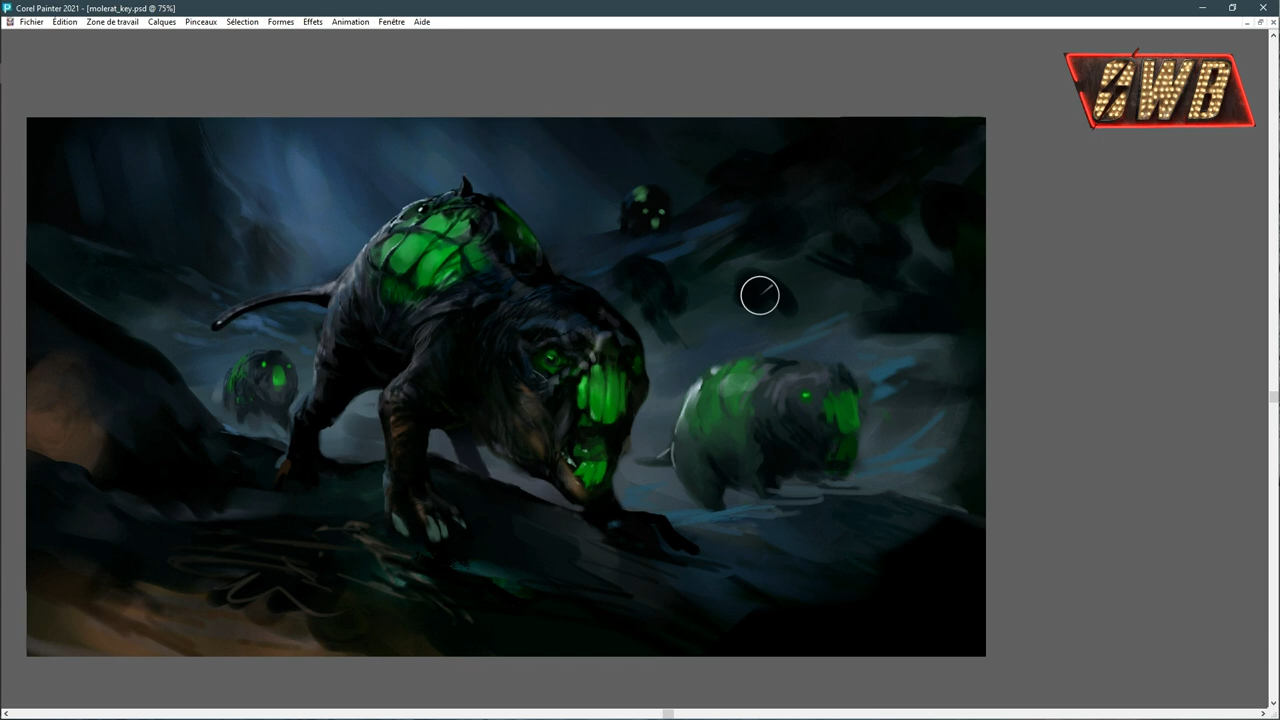 Corel Painter 2021 - [molerat_key.psd @ 75%]
Fichier Édition Zone de travail Calques Pinceaux Sélection Formes Effets Animation Fenêtre Aide
SWB